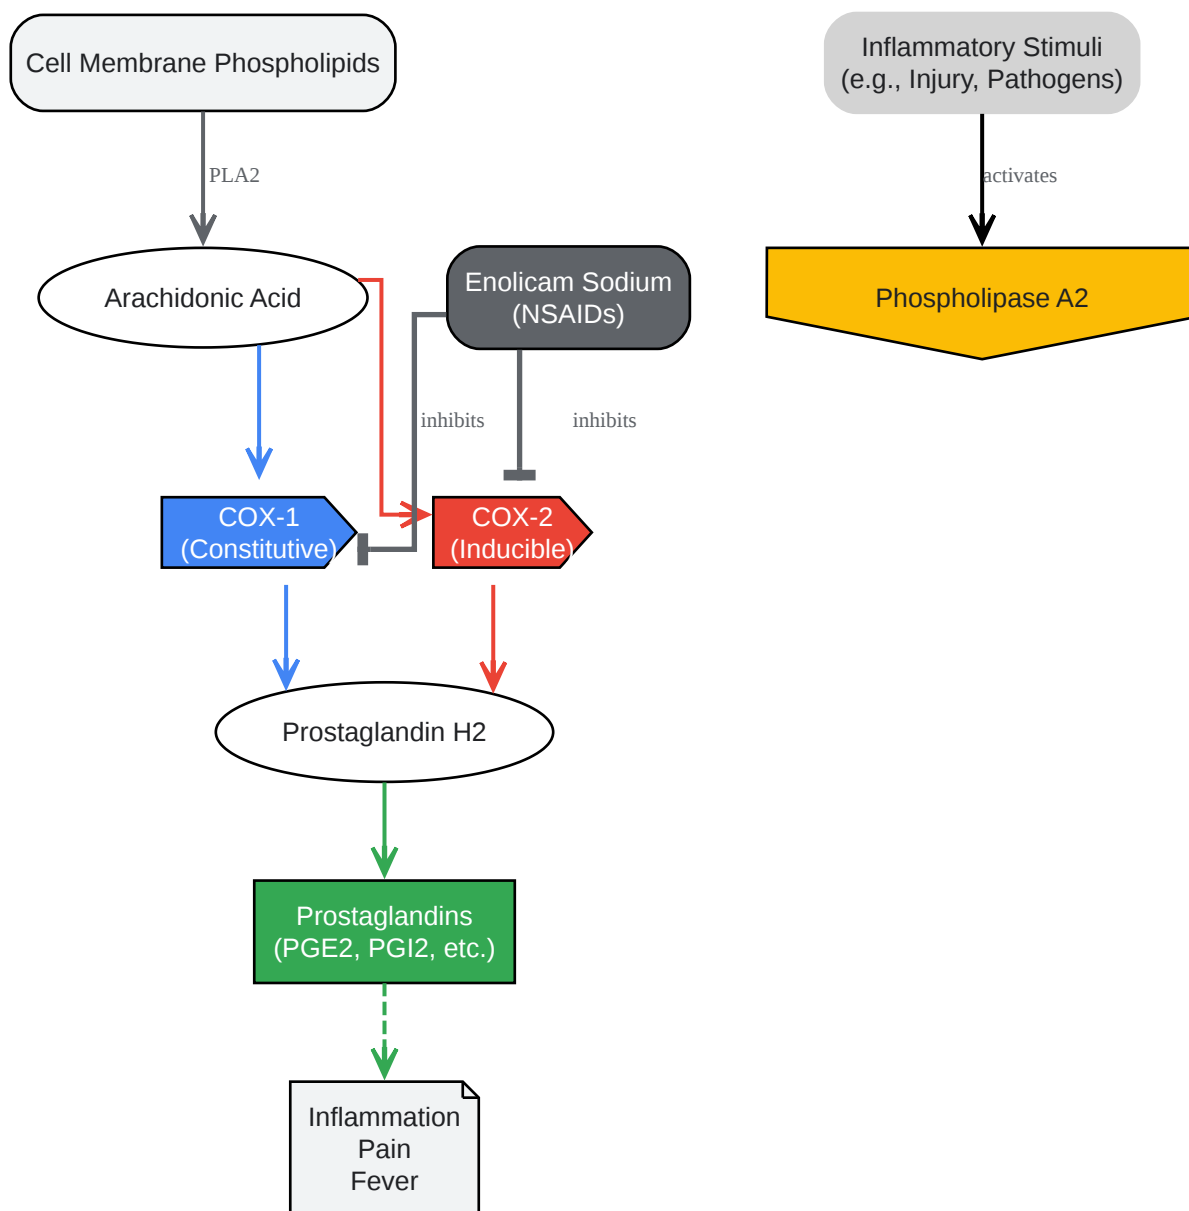 Cell Membrane Phospholipids
Inflammatory Stimuli
(e.g., Injury, Pathogens)
PLA2
activates
Arachidonic Acid
Enolicam Sodium
(NSAIDs)
Phospholipase A2
inhibits
inhibits
COX-1
(Constitutive)
COX-2
(Inducible)
Prostaglandin H2
Prostaglandins
(PGE2, PGI2, etc.)
Inflammation
Pain
Fever